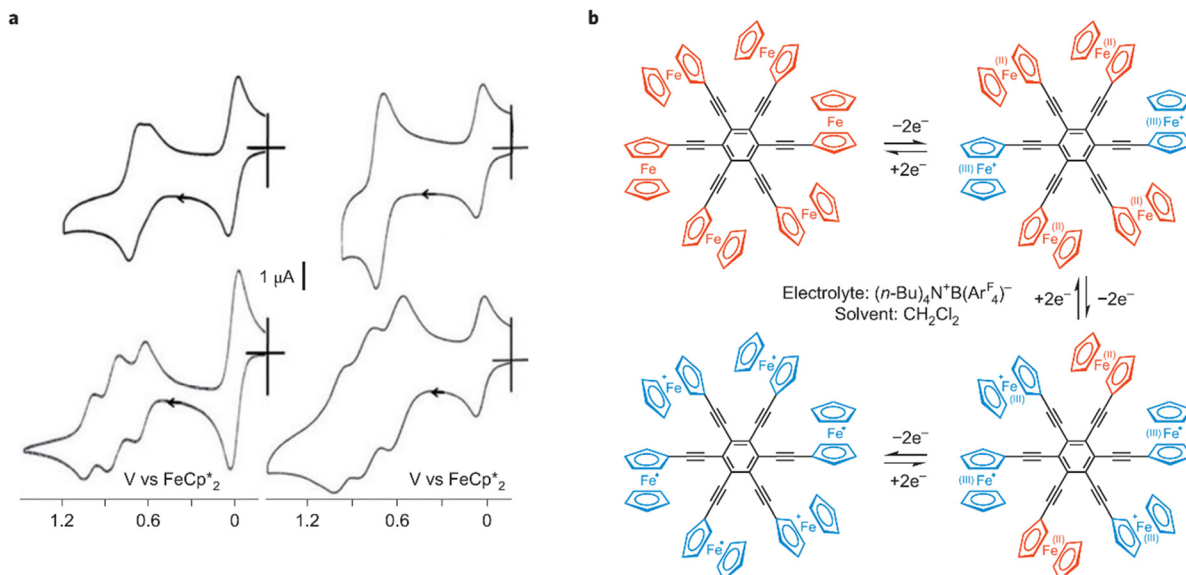 a
1 μA
V vs FeCp*₂
V vs FeCp*₂
1.2 0.6 0
1.2 0.6 0
b
Fe
Fe
Fe
Fe
Fe
Fe
−2e⁻
+2e⁻
(II)
Fe
Fe(II)
(III)Fe⁺
(III)Fe⁺
Fe(II)
Fe(II)
Electrolyte: (n-Bu)₄N⁺B(Arᶠ₄)⁻
Solvent: CH₂Cl₂
+2e⁻ −2e⁻
⁺Fe
Fe⁺
Fe⁺
Fe⁺
Fe⁺
⁺Fe
−2e⁻
+2e⁻
⁺Fe
(III)
Fe(II)
(III)Fe⁺
(III)Fe⁺
Fe(II)
⁺Fe
(III)